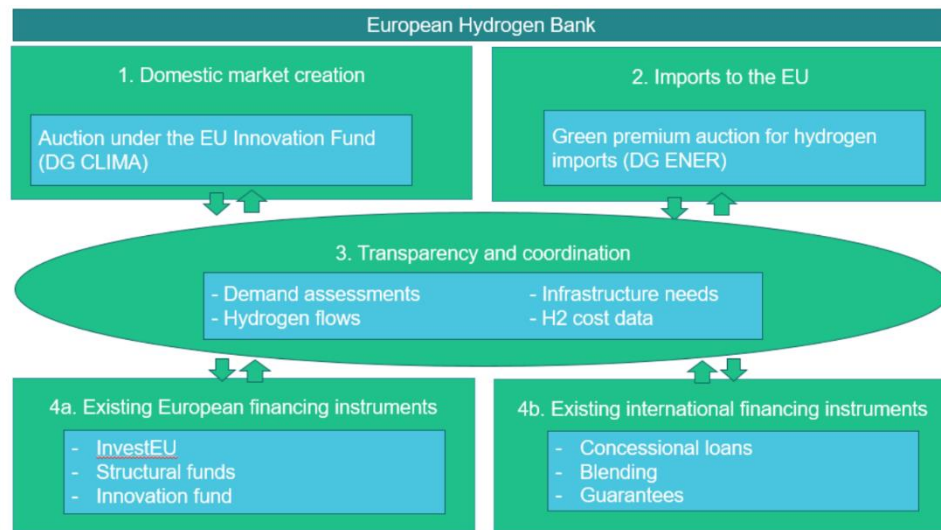 European Hydrogen Bank
1. Domestic market creation
Auction under the EU Innovation Fund
(DG CLIMA)
2. Imports to the EU
Green premium auction for hydrogen
imports (DG ENER)
3. Transparency and coordination
- Demand assessments
- Hydrogen flows
- Infrastructure needs
- H2 cost data
4a. Existing European financing instruments
- InvestEU
- Structural funds
- Innovation fund
4b. Existing international financing instruments
- Concessional loans
- Blending
- Guarantees